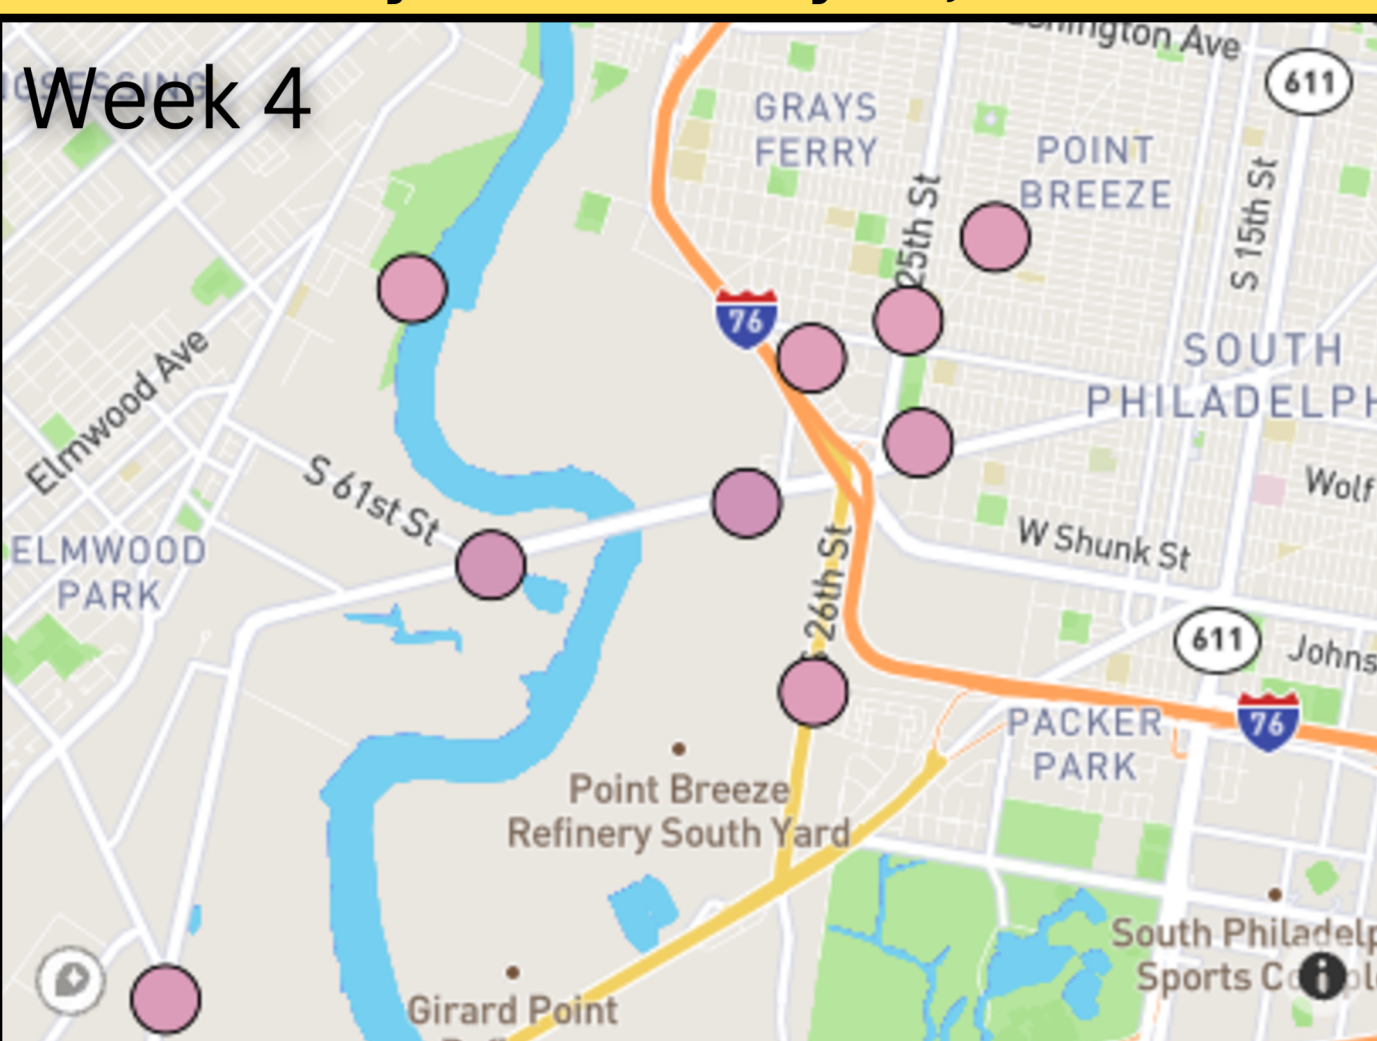 Week 4
GRAYS
FERRY
POINT
BREEZE
611
S 15th St
25th St
76
SOUTH
Elmwood Ave
S 61st St
Wolf
W Shunk St
ELMWOOD
PARK
26th St
611
Johns
76
PACKER
PARK
Point Breeze
Refinery South Yard
South Philadelp
Sports
Girard Point